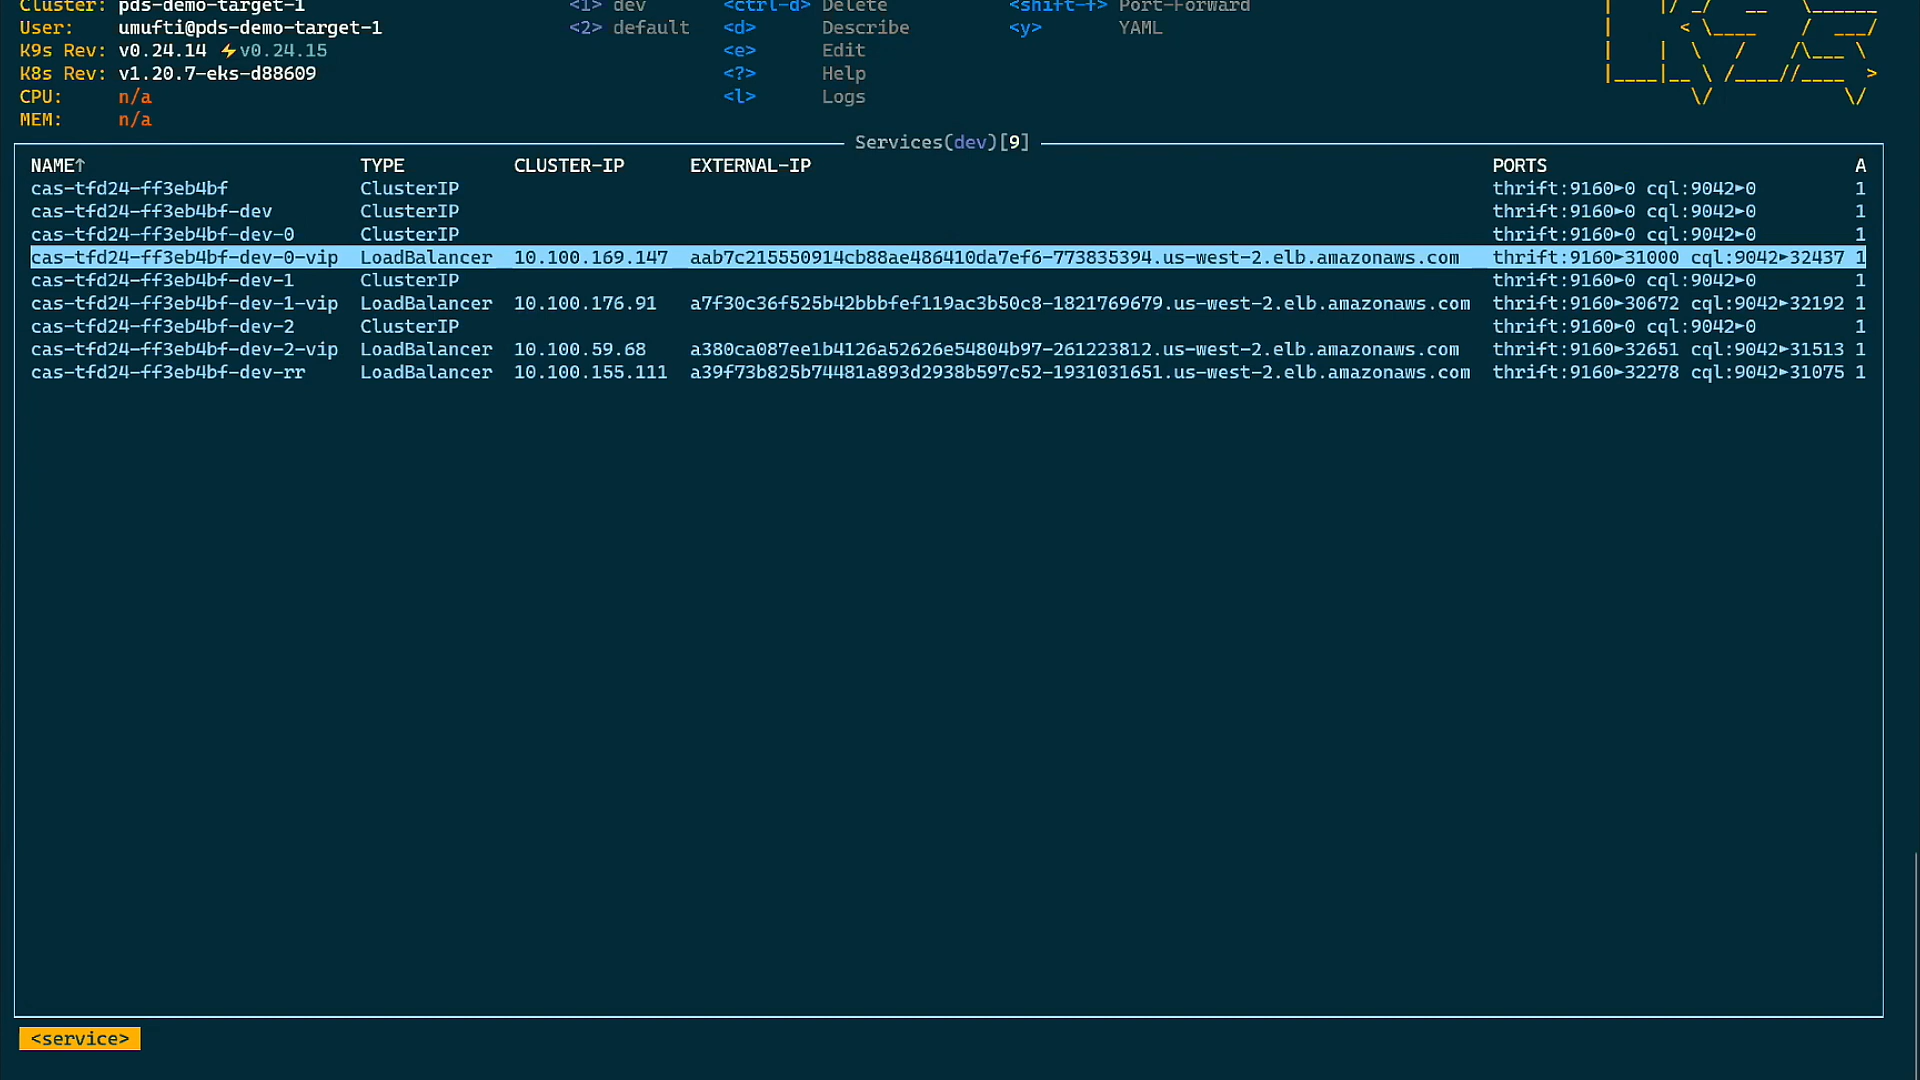 Cluster: pds-demo-target-1 <1> dev <ctrl-d> Delete <shift-f> Port-Forward
User: umufti@pds-demo-target-1 <2> default <d> Describe <y> YAML
K9s Rev: v0.24.14 ⚡v0.24.15 <e> Edit
K8s Rev: v1.20.7-eks-d88609 <?> Help
CPU: n/a <l> Logs
MEM: n/a
Services(dev)[9]
NAME↑ TYPE CLUSTER-IP EXTERNAL-IP PORTS A
cas-tfd24-ff3eb4bf ClusterIP thrift:9160►0 cql:9042►0 1
cas-tfd24-ff3eb4bf-dev ClusterIP thrift:9160►0 cql:9042►0 1
cas-tfd24-ff3eb4bf-dev-0 ClusterIP thrift:9160►0 cql:9042►0 1
cas-tfd24-ff3eb4bf-dev-0-vip LoadBalancer 10.100.169.147 aab7c215550914cb88ae486410da7ef6-773835394.us-west-2.elb.amazonaws.com thrift:9160►31000 cql:9042►32437 1
cas-tfd24-ff3eb4bf-dev-1 ClusterIP thrift:9160►0 cql:9042►0 1
cas-tfd24-ff3eb4bf-dev-1-vip LoadBalancer 10.100.176.91 a7f30c36f525b42bbbfef119ac3b50c8-1821769679.us-west-2.elb.amazonaws.com thrift:9160►30672 cql:9042►32192 1
cas-tfd24-ff3eb4bf-dev-2 ClusterIP thrift:9160►0 cql:9042►0 1
cas-tfd24-ff3eb4bf-dev-2-vip LoadBalancer 10.100.59.68 a380ca087ee1b4126a52626e54804b97-261223812.us-west-2.elb.amazonaws.com thrift:9160►32651 cql:9042►31513 1
cas-tfd24-ff3eb4bf-dev-rr LoadBalancer 10.100.155.111 a39f73b825b74481a893d2938b597c52-1931031651.us-west-2.elb.amazonaws.com thrift:9160►32278 cql:9042►31075 1
<service>